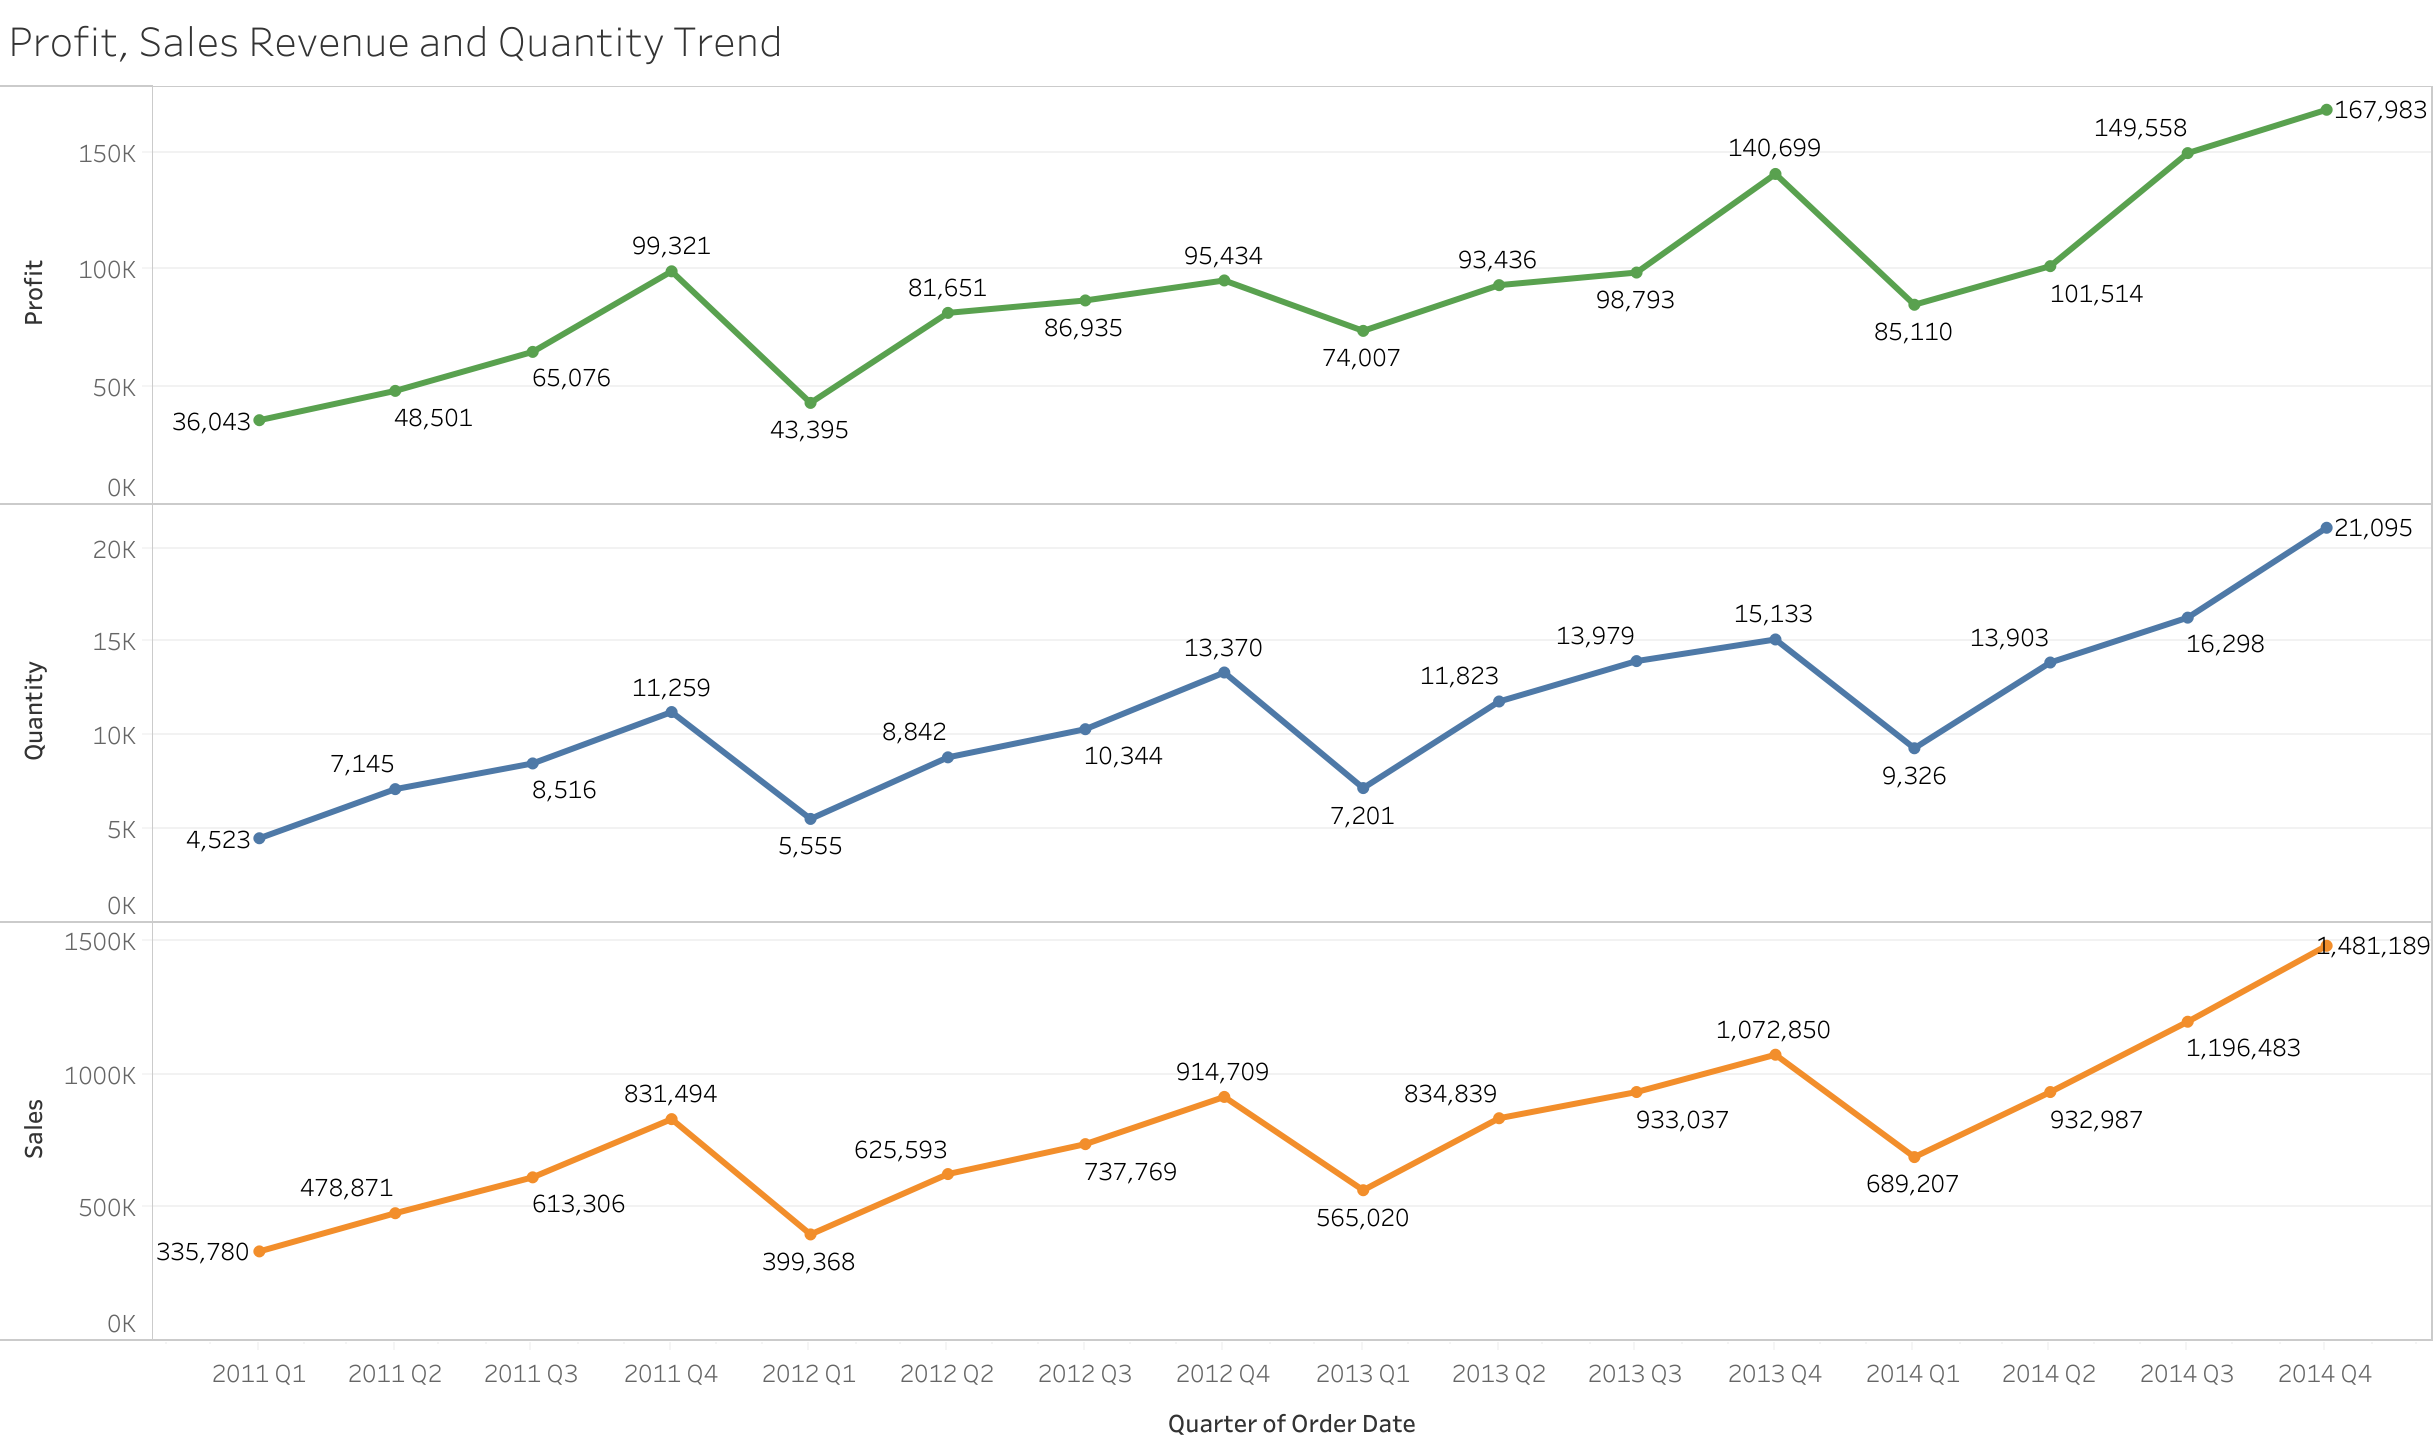 Profit, Sales Revenue and Quantity Trend
Profit
150K
100K
50K
0K
36,043
48,501
65,076
99,321
43,395
81,651
86,935
95,434
74,007
93,436
98,793
140,699
85,110
101,514
149,558
167,983
Quantity
20K
15K
10K
5K
0K
4,523
7,145
8,516
11,259
5,555
8,842
10,344
13,370
7,201
11,823
13,979
15,133
9,326
13,903
16,298
21,095
Sales
1500K
1000K
500K
0K
335,780
478,871
613,306
831,494
399,368
625,593
737,769
914,709
565,020
834,839
933,037
1,072,850
689,207
932,987
1,196,483
1,481,189
2011 Q1 2011 Q2 2011 Q3 2011 Q4 2012 Q1 2012 Q2 2012 Q3 2012 Q4 2013 Q1 2013 Q2 2013 Q3 2013 Q4 2014 Q1 2014 Q2 2014 Q3 2014 Q4
Quarter of Order Date